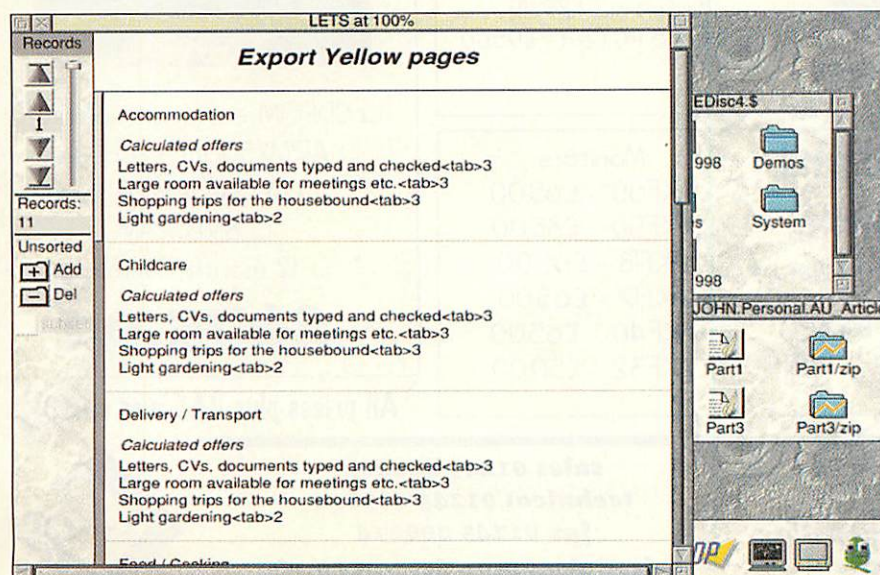 LETS at 100%
Records
Export Yellow pages
1
Records:
11
Unsorted
Add
Del
Accommodation
Calculated offers
Letters, CVs, documents typed and checked<tab>3
Large room available for meetings etc.<tab>3
Shopping trips for the housebound<tab>3
Light gardening<tab>2
Childcare
Calculated offers
Letters, CVs, documents typed and checked<tab>3
Large room available for meetings etc.<tab>3
Shopping trips for the housebound<tab>3
Light gardening<tab>2
Delivery / Transport
Calculated offers
Letters, CVs, documents typed and checked<tab>3
Large room available for meetings etc.<tab>3
Shopping trips for the housebound<tab>3
Light gardening<tab>2
Food / Cooking
EDisc4.$
998 Demos
es System
998
JOHN.Personal.AU_Article
Part1 Part1/zip
Part3 Part3/zip